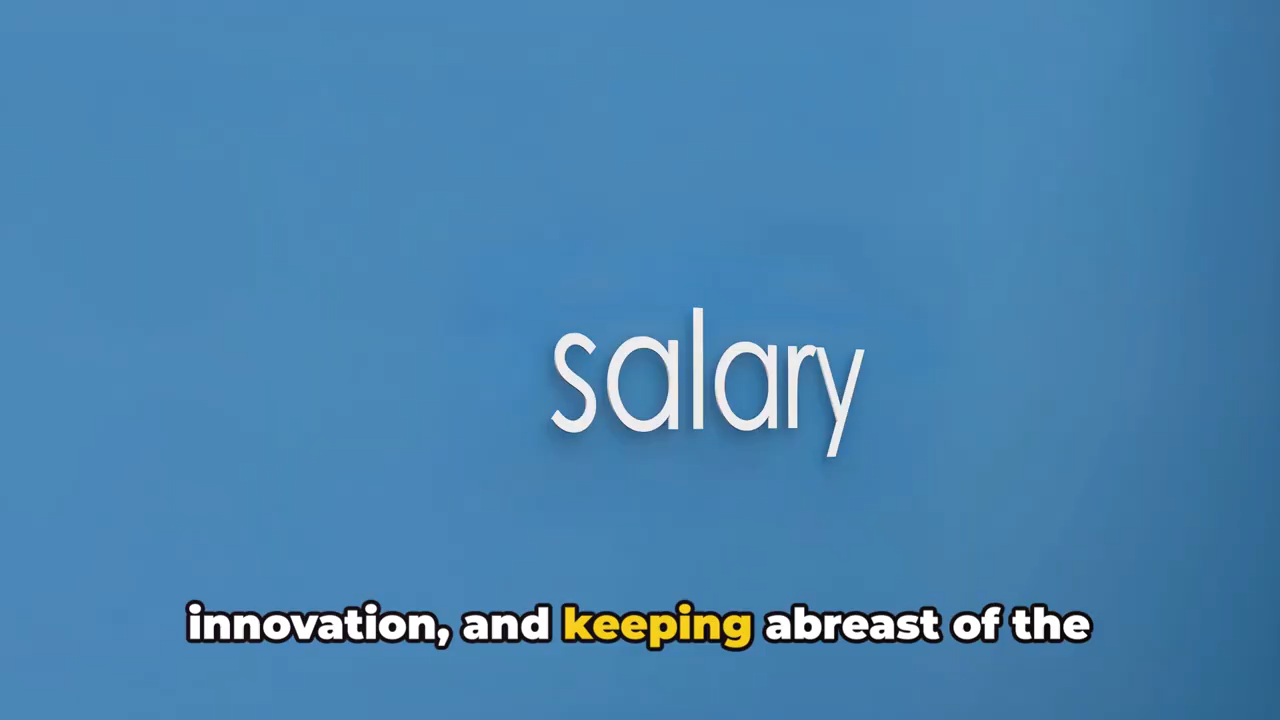 salary
innovation, and keeping abreast of the